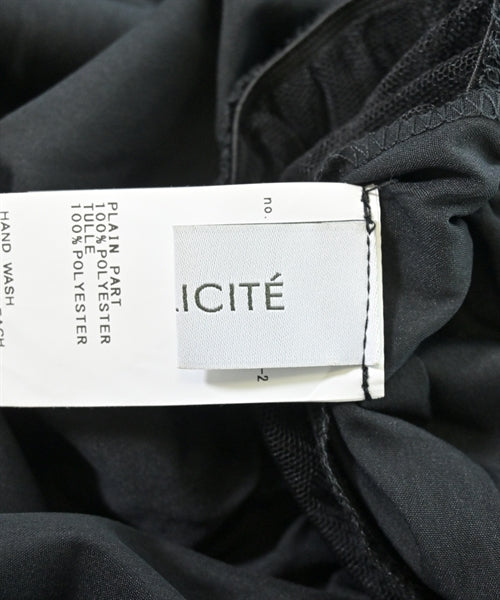 no.
LICITÉ
-2
PLAIN PART
100%POLYESTER
TULLE
100%POLYESTER
HAND WASH